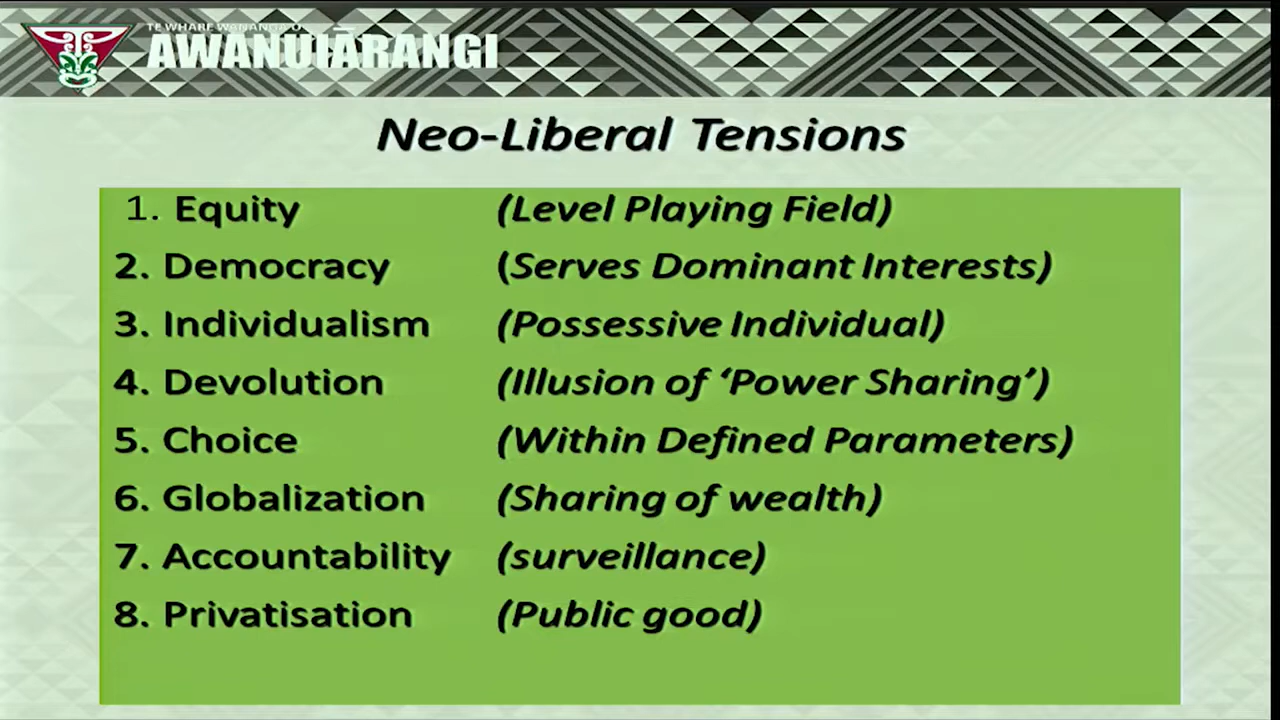 TE WHARE WĀNANGA O
AWANUIĀRANGI
Neo-Liberal Tensions
1. Equity (Level Playing Field)
2. Democracy (Serves Dominant Interests)
3. Individualism (Possessive Individual)
4. Devolution (Illusion of ‘Power Sharing’)
5. Choice (Within Defined Parameters)
6. Globalization (Sharing of wealth)
7. Accountability (surveillance)
8. Privatisation (Public good)